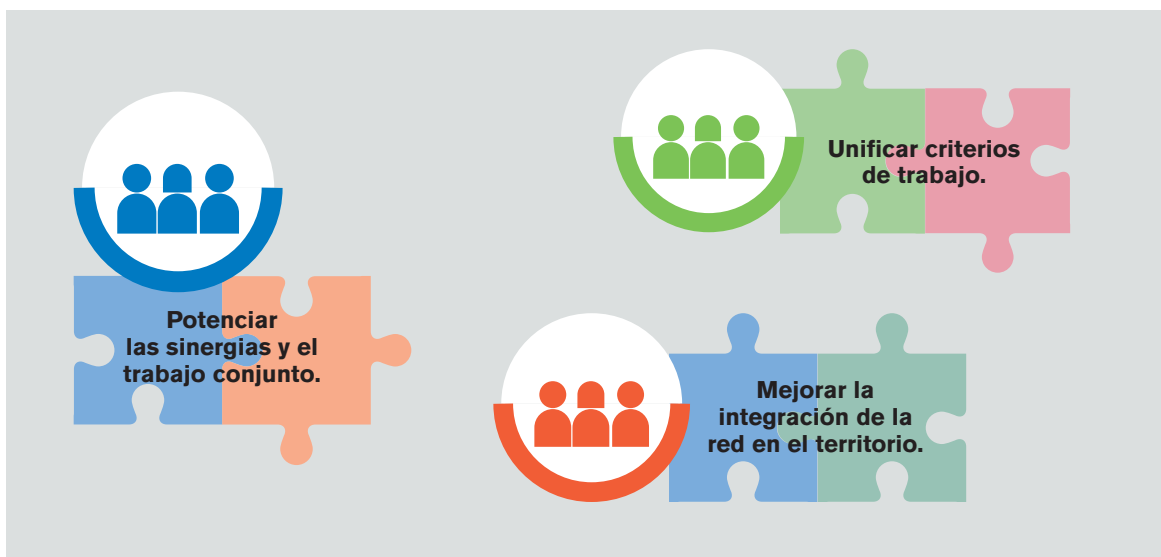 Potenciar
las sinergias y el
trabajo conjunto.
Unificar criterios
de trabajo.
Mejorar la
integración de la
red en el territorio.